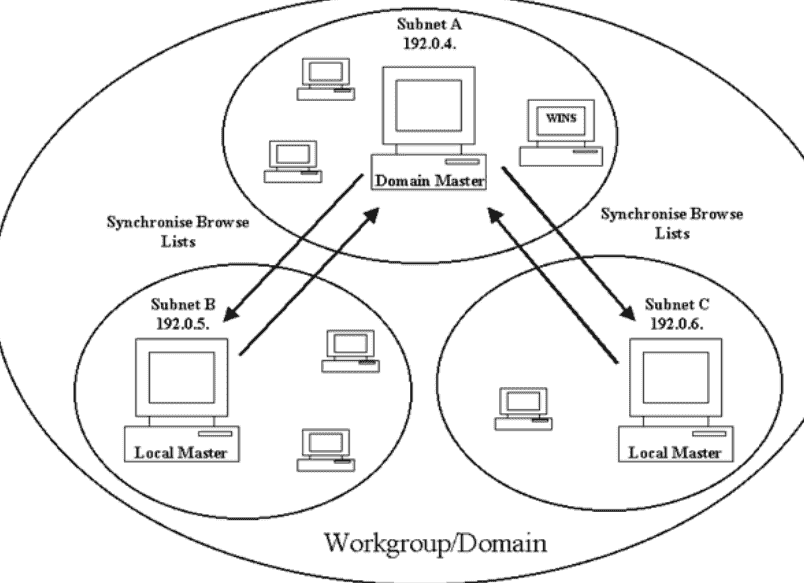 Subnet A
192.0.4.
WINS
Domain Master
Synchronise Browse
Lists
Synchronise Browse
Lists
Subnet B
192.0.5.
Local Master
Subnet C
192.0.6.
Local Master
Workgroup/Domain